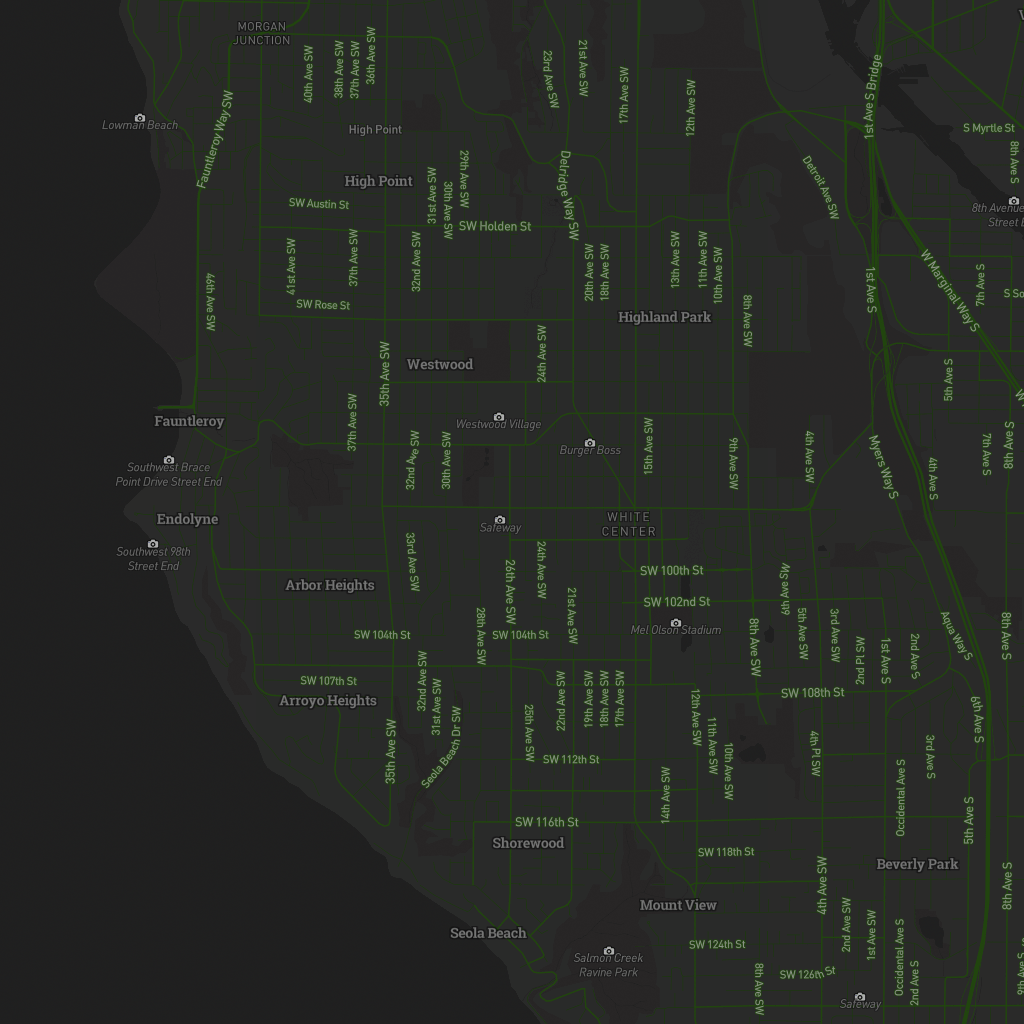 MORGAN
JUNCTION
40th Ave SW
38th Ave SW
37th Ave SW
36th Ave SW
23rd Ave SW
21st Ave SW
17th Ave SW
12th Ave SW
1st Ave S Bridge
Lowman Beach
Fauntleroy Way SW
High Point
S Myrtle St
8th Ave S
High Point
31st Ave SW
30th Ave SW
29th Ave SW
Delridge Way SW
Detroit Ave SW
8th Avenue
Street E
SW Austin St
SW Holden St
41st Ave SW
37th Ave SW
32nd Ave SW
20th Ave SW
18th Ave SW
13th Ave SW
11th Ave SW
10th Ave SW
1st Ave S
W Marginal Way S
7th Ave S
46th Ave SW
SW Rose St
Highland Park
8th Ave SW
24th Ave SW
Westwood
35th Ave SW
5th Ave S
Fauntleroy
37th Ave SW
Westwood Village
Burger Boss
32nd Ave SW
30th Ave SW
15th Ave SW
9th Ave SW
4th Ave SW
Myers Way S
4th Ave S
7th Ave S
8th Ave S
Southwest Brace
Point Drive Street End
Endolyne
Safeway
WHITE
CENTER
Southwest 98th
Street End
33rd Ave SW
26th Ave SW
24th Ave SW
SW 100th St
Arbor Heights
21st Ave SW
SW 102nd St
6th Ave SW
5th Ave SW
3rd Ave SW
28th Ave SW
Mel Olson Stadium
8th Ave SW
2nd Pl SW
1st Ave S
2nd Ave S
Aqua Way S
8th Ave S
SW 104th St
SW 104th St
SW 107th St
32nd Ave SW
31st Ave SW
SW 108th St
Arroyo Heights
25th Ave SW
22nd Ave SW
19th Ave SW
18th Ave SW
17th Ave SW
12th Ave SW
11th Ave SW
10th Ave SW
6th Ave S
35th Ave SW
Seola Beach Dr SW
SW 112th St
4th Pl SW
3rd Ave S
14th Ave SW
Occidental Ave S
5th Ave S
SW 116th St
Shorewood
SW 118th St
Beverly Park
4th Ave SW
8th Ave S
Mount View
2nd Ave SW
1st Ave SW
Seola Beach
SW 124th St
Occidental Ave S
Salmon Creek
Ravine Park
8th Ave SW
SW 126th St
2nd Ave S
9th Ave S
Safeway